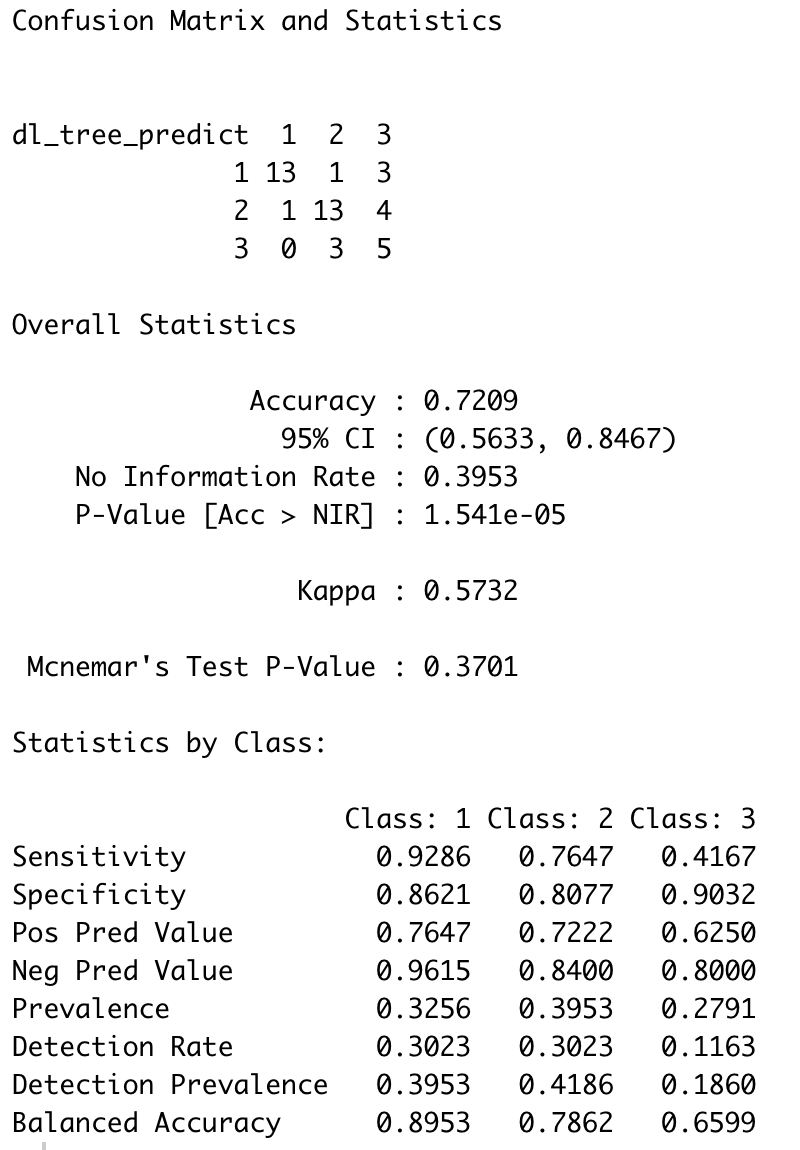 Confusion Matrix and Statistics
dl_tree_predict  1  2  3
              1 13  1  3
              2  1 13  4
              3  0  3  5
Overall Statistics
               Accuracy : 0.7209
                 95% CI : (0.5633, 0.8467)
    No Information Rate : 0.3953
    P-Value [Acc > NIR] : 1.541e-05
                  Kappa : 0.5732
 Mcnemar's Test P-Value : 0.3701
Statistics by Class:
                     Class: 1 Class: 2 Class: 3
Sensitivity            0.9286   0.7647   0.4167
Specificity            0.8621   0.8077   0.9032
Pos Pred Value         0.7647   0.7222   0.6250
Neg Pred Value         0.9615   0.8400   0.8000
Prevalence             0.3256   0.3953   0.2791
Detection Rate         0.3023   0.3023   0.1163
Detection Prevalence   0.3953   0.4186   0.1860
Balanced Accuracy      0.8953   0.7862   0.6599